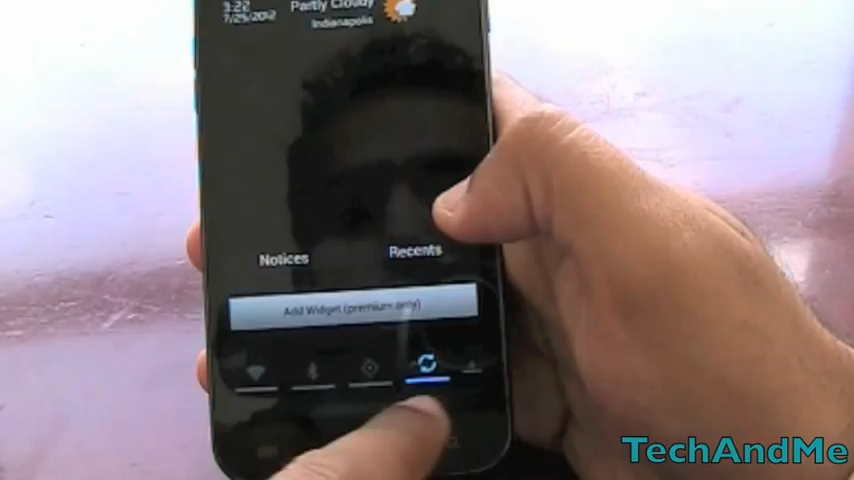 3:22
7/25/2012
Partly Cloudy
Indianapolis
Notices
Recents
Add Widget (premium only)
TechAndMe